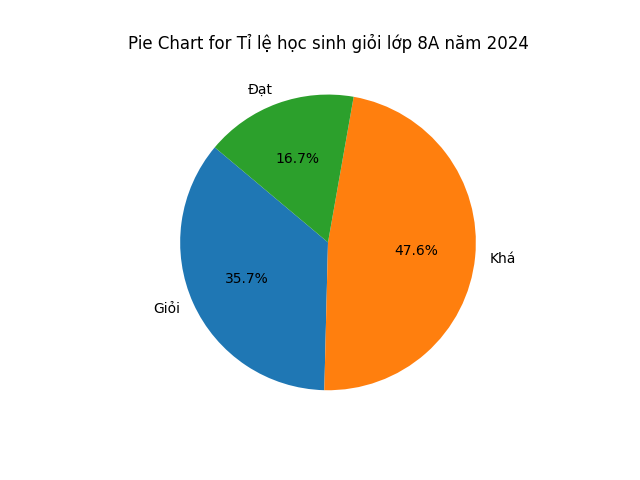 Pie Chart for Tỉ lệ học sinh giỏi lớp 8A năm 2024
Đạt
16.7%
47.6%
Khá
35.7%
Giỏi